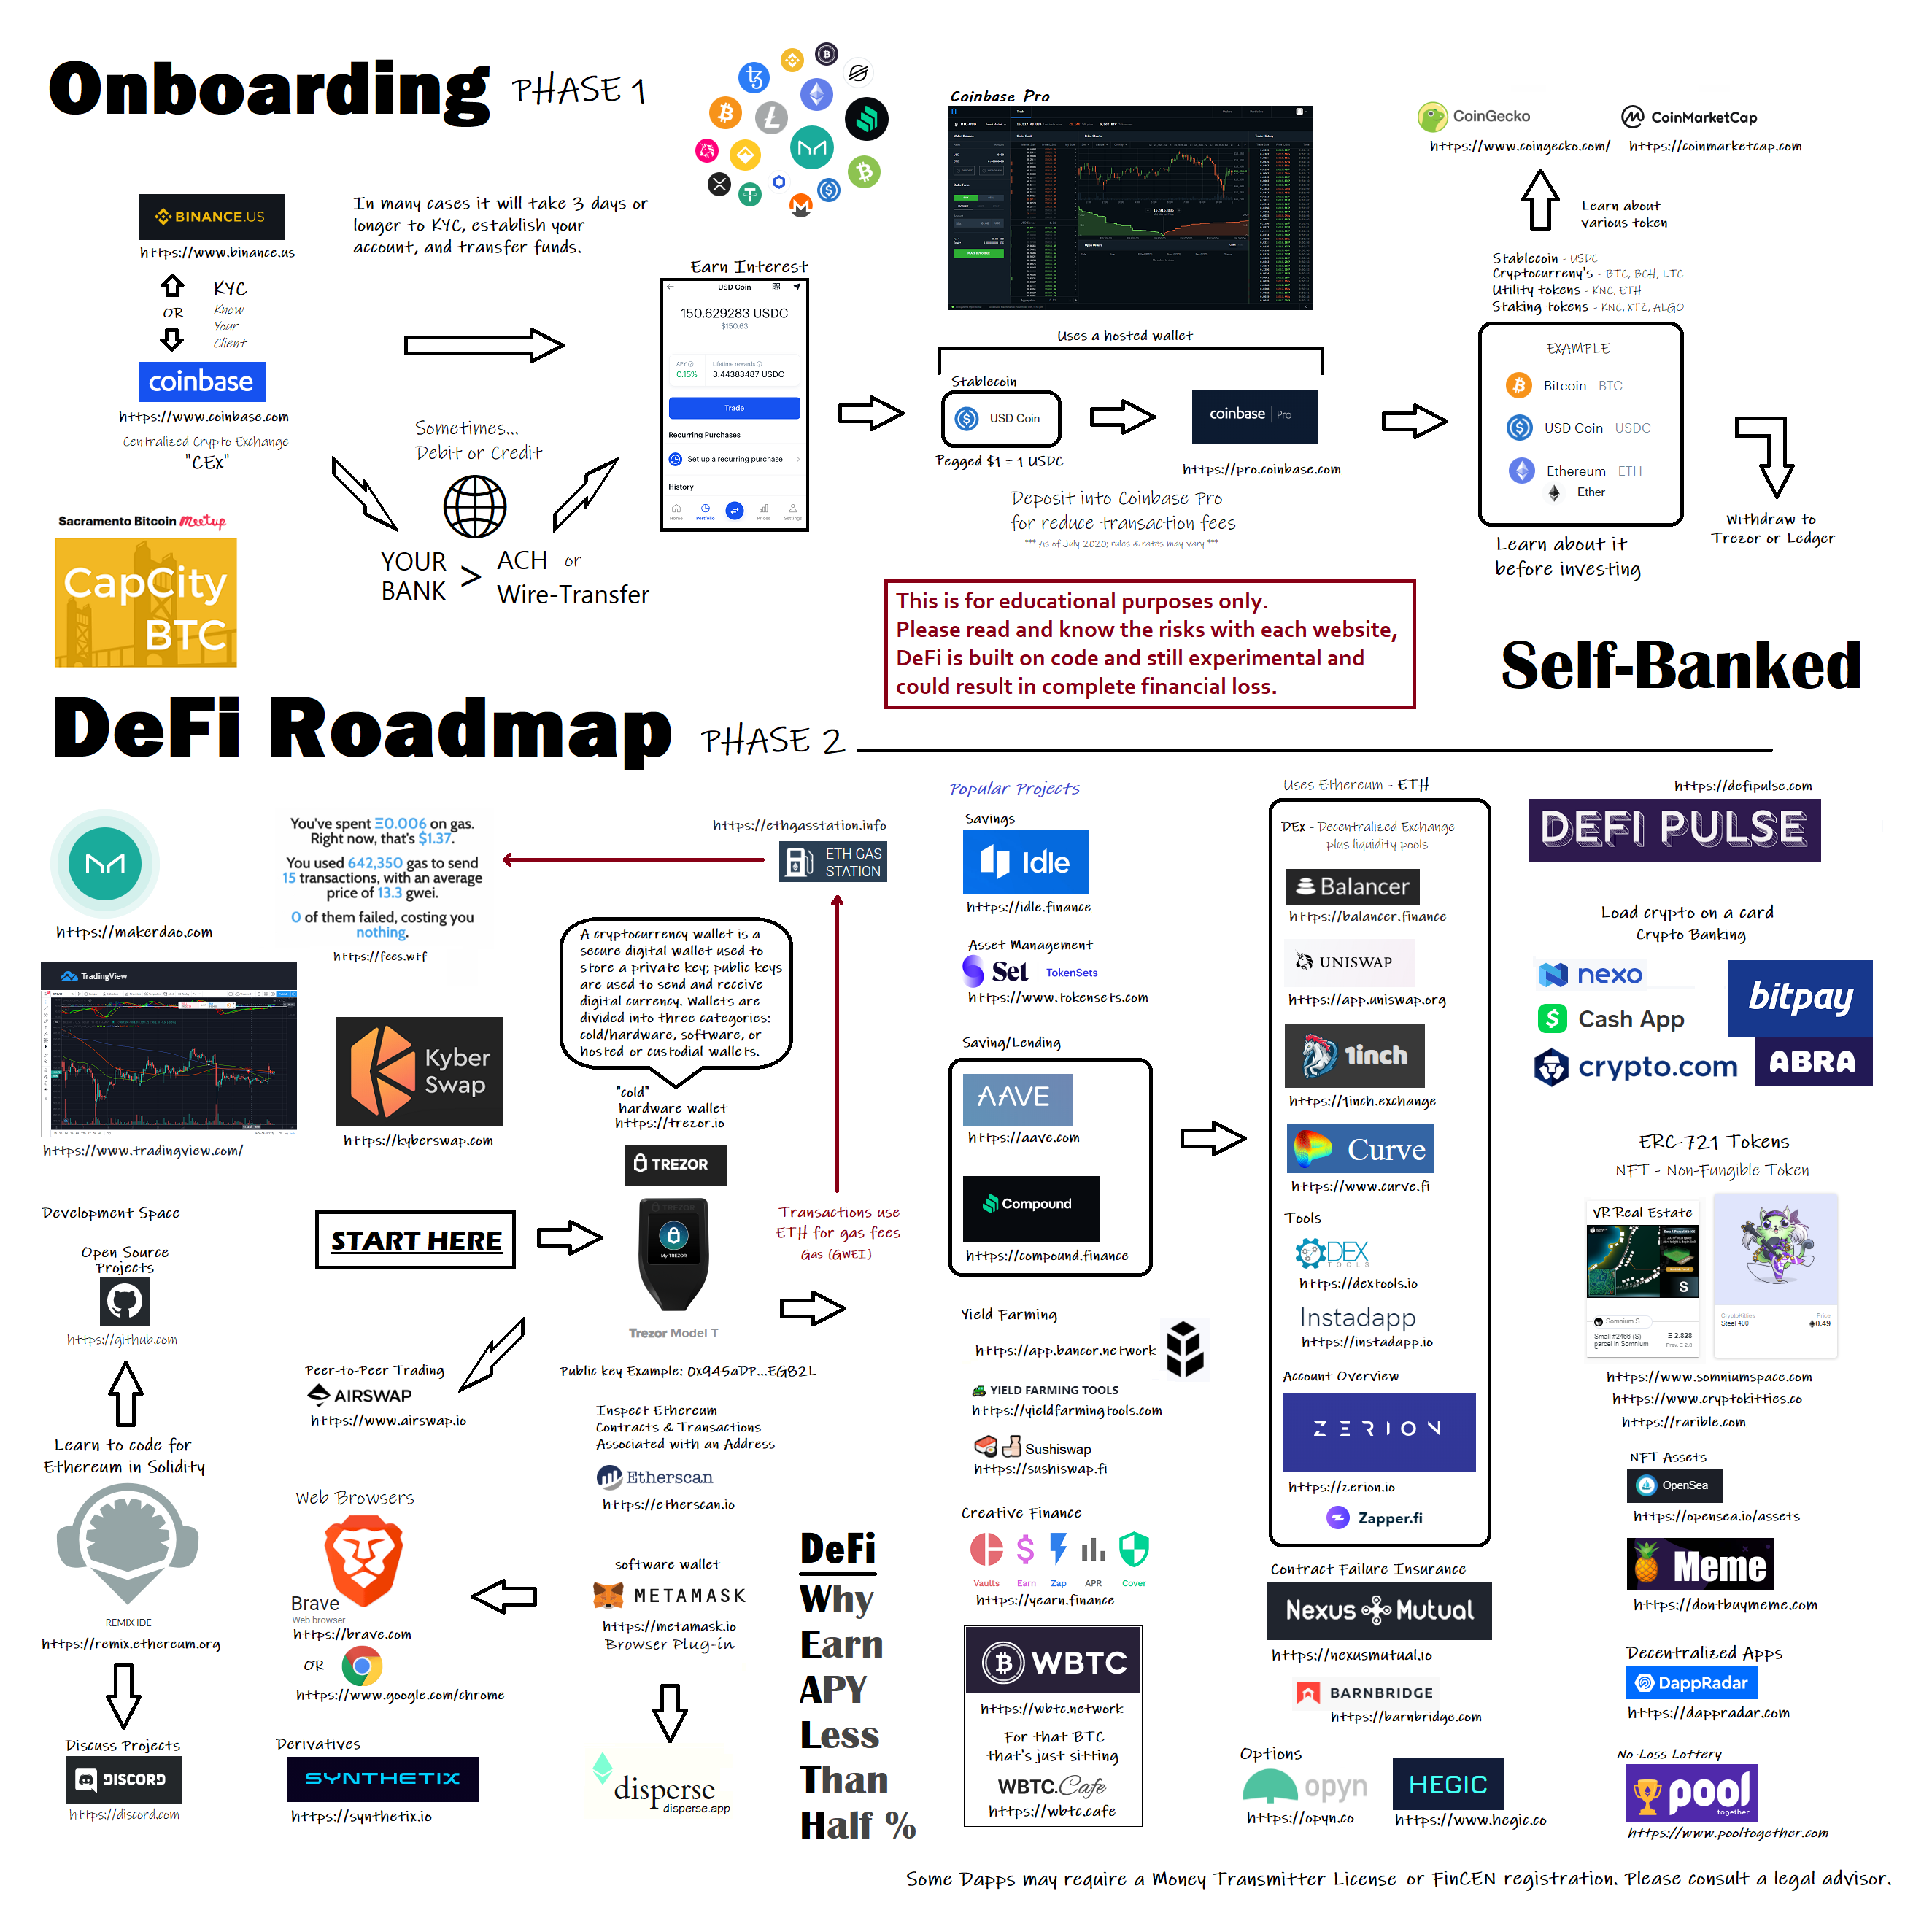 Onboarding PHASE 1
BINANCE.US
https://www.binance.us
OR
KYC
Know
Your
Client
coinbase
https://www.coinbase.com
Centralized Crypto Exchange
"CEx"
In many cases it will take 3 days or
longer to KYC, establish your
account, and transfer funds.
Sometimes...
Debit or Credit
YOUR
BANK
>
ACH or
Wire-Transfer
Sacramento Bitcoin Meetup
CapCity
BTC
Earn Interest
USD Coin
150.629283 USDC
$150.63
APY
Lifetime rewards
0.15%
3.44383487 USDC
Trade
Recurring Purchases
Set up a recurring purchase
History
Home
Portfolio
Prices
Settings
Coinbase Pro
Uses a hosted wallet
Stablecoin
USD Coin
Pegged $1 = 1 USDC
coinbase | Pro
https://pro.coinbase.com
Deposit into Coinbase Pro
for reduce transaction fees
*** As of July 2020; rules & rates may vary ***
CoinGecko
https://www.coingecko.com/
CoinMarketCap
https://coinmarketcap.com
Learn about
various token
Stablecoin - USDC
Cryptocurreny's - BTC, BCH, LTC
Utility tokens - KNC, ETH
Staking tokens - KNC, XTZ, ALGO
EXAMPLE
Bitcoin BTC
USD Coin USDC
Ethereum ETH
Ether
Learn about it
before investing
Withdraw to
Trezor or Ledger
This is for educational purposes only.
Please read and know the risks with each website,
DeFi is built on code and still experimental and
could result in complete financial loss.
Self-Banked
DeFi Roadmap PHASE 2
https://makerdao.com
You've spent Ξ0.006 on gas.
Right now, that's $1.37.
You used 642,350 gas to send
15 transactions, with an average
price of 13.3 gwei.
0 of them failed, costing you
nothing.
https://fees.wtf
https://ethgasstation.info
ETH GAS
STATION
TradingView
https://www.tradingview.com/
Kyber
Swap
https://kyberswap.com
A cryptocurrency wallet is a
secure digital wallet used to
store a private key; public keys
are used to send and receive
digital currency. Wallets are
divided into three categories:
cold/hardware, software, or
hosted or custodial wallets.
"cold"
hardware wallet
https://trezor.io
TREZOR
TREZOR
My TREZOR
Trezor Model T
START HERE
Transactions use
ETH for gas fees
Gas (GWEI)
Public key Example: 0x945aDP...EG82L
Development Space
Open Source
Projects
https://github.com
Learn to code for
Ethereum in Solidity
REMIX IDE
https://remix.ethereum.org
Discuss Projects
DISCORD
https://discord.com
Peer-to-Peer Trading
AIRSWAP
https://www.airswap.io
Inspect Ethereum
Contracts & Transactions
Associated with an Address
Etherscan
https://etherscan.io
Web Browsers
Brave
Web browser
https://brave.com
OR
https://www.google.com/chrome
software wallet
METAMASK
https://metamask.io
Browser Plug-in
Derivatives
SYNTHETIX
https://synthetix.io
disperse
disperse.app
DeFi
Why
Earn
APY
Less
Than
Half %
Popular Projects
Savings
Idle
https://idle.finance
Asset Management
Set | TokenSets
https://www.tokensets.com
Saving/Lending
AAVE
https://aave.com
Compound
https://compound.finance
Yield Farming
https://app.bancor.network
YIELD FARMING TOOLS
https://yieldfarmingtools.com
Sushiswap
https://sushiswap.fi
Creative Finance
Vaults
Earn
Zap
APR
Cover
https://yearn.finance
WBTC
https://wbtc.network
For that BTC
that's just sitting
WBTC.Cafe
https://wbtc.cafe
Uses Ethereum - ETH
DEx - Decentralized Exchange
plus liquidity pools
Balancer
https://balancer.finance
UNISWAP
https://app.uniswap.org
1inch
https://1inch.exchange
Curve
https://www.curve.fi
Tools
DEX
TOOLS
https://dextools.io
Instadapp
https://instadapp.io
Account Overview
ZERION
https://zerion.io
Zapper.fi
Contract Failure Insurance
Nexus Mutual
https://nexusmutual.io
BARNBRIDGE
https://barnbridge.com
Options
opyn
https://opyn.co
HEGIC
https://www.hegic.co
https://defipulse.com
DEFI PULSE
Load crypto on a card
Crypto Banking
nexo
bitpay
Cash App
crypto.com
ABRA
ERC-721 Tokens
NFT - Non-Fungible Token
VR Real Estate
S
Somnium S...
Small #2466 (S)
parcel in Somnium
Ξ 2.828
CryptoKitties
Steel 400
Price
0.49
https://www.somniumspace.com
https://www.cryptokitties.co
https://rarible.com
NFT Assets
OpenSea
https://opensea.io/assets
Meme
https://dontbuymeme.com
Decentralized Apps
DappRadar
https://dappradar.com
No-Loss Lottery
pool
together
https://www.pooltogether.com
Some Dapps may require a Money Transmitter License or FinCEN registration. Please consult a legal advisor.